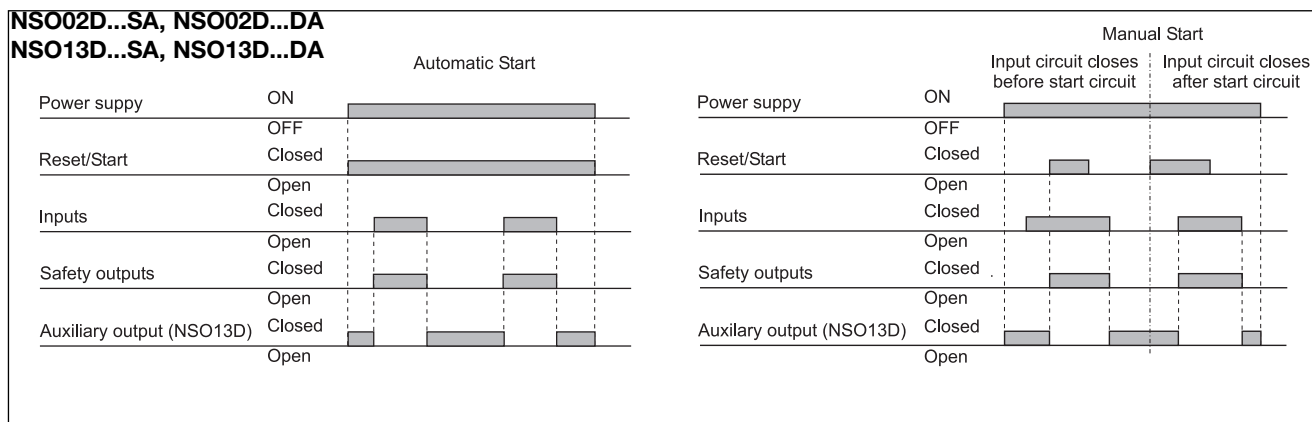 NSO02D...SA, NSO02D...DA
NSO13D...SA, NSO13D...DA
Automatic Start
Power suppy ON
OFF
Reset/Start Closed
Open
Inputs Closed
Open
Safety outputs Closed
Open
Auxiliary output (NSO13D) Closed
Open
Manual Start
Input circuit closes before start circuit
Input circuit closes after start circuit
Power suppy ON
OFF
Reset/Start Closed
Open
Inputs Closed
Open
Safety outputs Closed
Open
Auxilary output (NSO13D) Closed
Open